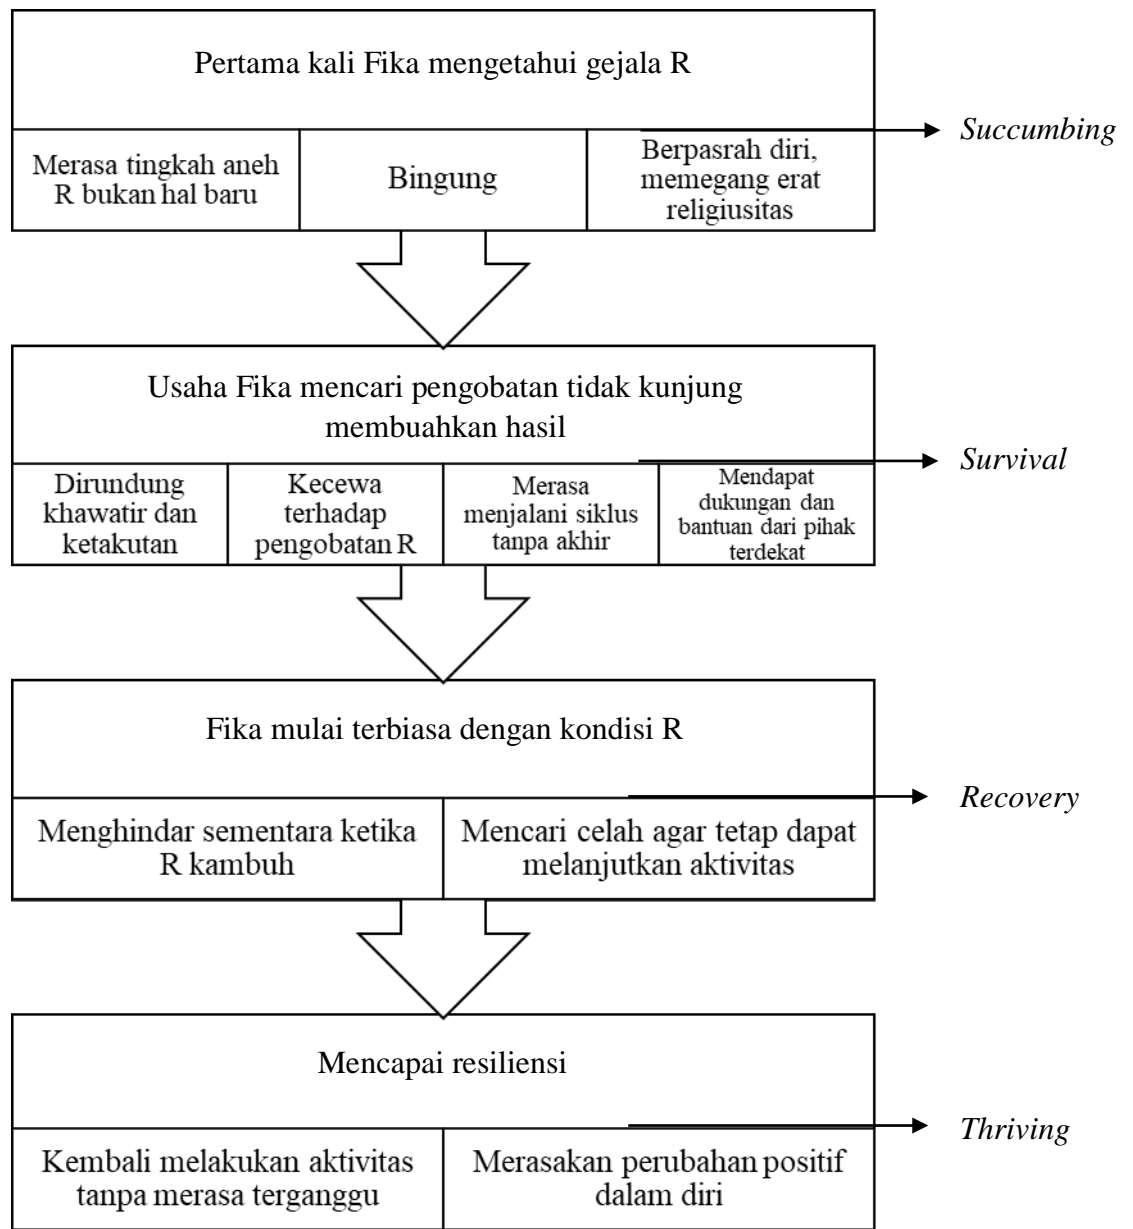 Pertama kali Fika mengetahui gejala R
Succumbing
Merasa tingkah aneh
R bukan hal baru
Bingung
Berpasrah diri,
memegang erat
religiusitas
Usaha Fika mencari pengobatan tidak kunjung
membuahkan hasil
Survival
Dirundung
khawatir dan
ketakutan
Kecewa
terhadap
pengobatan R
Merasa
menjalani siklus
tanpa akhir
Mendapat
dukungan dan
bantuan dari pihak
terdekat
Fika mulai terbiasa dengan kondisi R
Recovery
Menghindar sementara ketika
R kambuh
Mencari celah agar tetap dapat
melanjutkan aktivitas
Mencapai resiliensi
Thriving
Kembali melakukan aktivitas
tanpa merasa terganggu
Merasakan perubahan positif
dalam diri